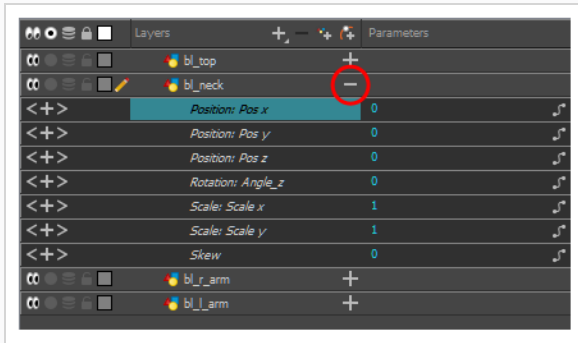 Layers Parameters
bl_top
bl_neck
Position: Pos x 0
Position: Pos y 0
Position: Pos z 0
Rotation: Angle_z 0
Scale: Scale x 1
Scale: Scale y 1
Skew 0
bl_r_arm
bl_l_arm